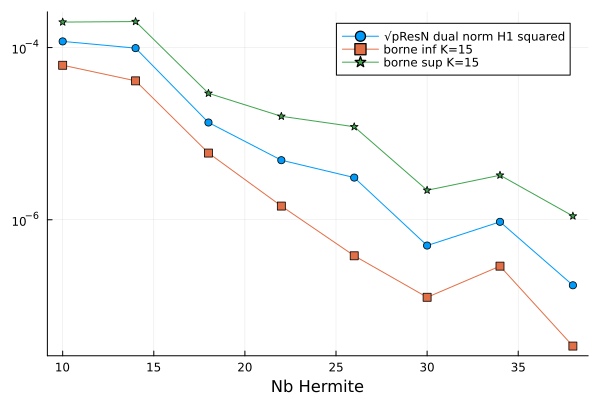 √pResN dual norm H1 squared
borne inf K=15
borne sup K=15
10⁻⁴
10⁻⁶
10 15 20 25 30 35
Nb Hermite